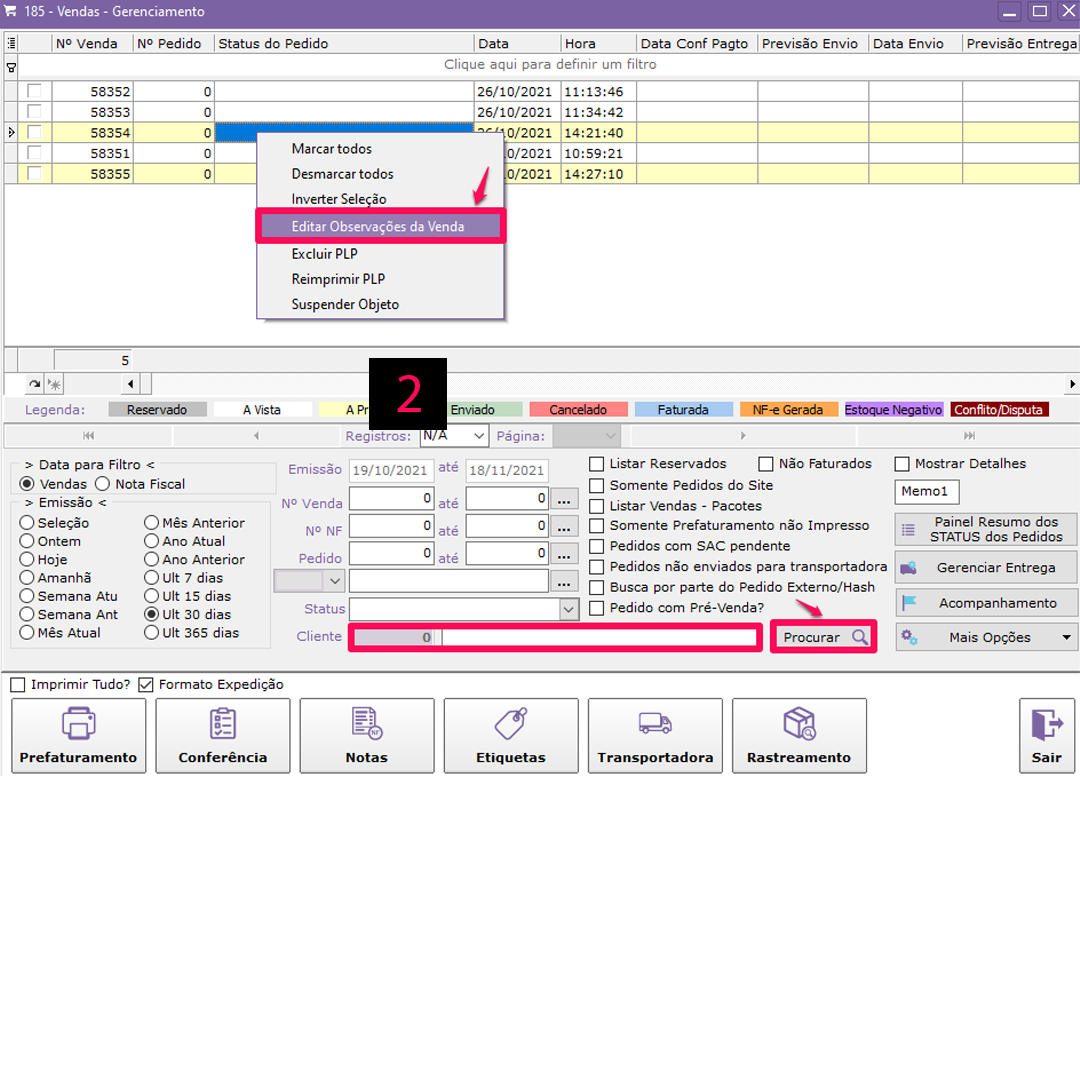 185 - Vendas - Gerenciamento
Nº Venda Nº Pedido Status do Pedido Data Hora Data Conf Pagto Previsão Envio Data Envio Previsão Entrega
Clique aqui para definir um filtro
58352 0 26/10/2021 11:13:46
58353 0 26/10/2021 11:34:42
58354 0 26/10/2021 14:21:40
58351 0 0/2021 10:59:21
58355 0 0/2021 14:27:10
Marcar todos
Desmarcar todos
Inverter Seleção
Editar Observações da Venda
Excluir PLP
Reimprimir PLP
Suspender Objeto
5
2
Legenda: Reservado A Vista A Pr Enviado Cancelado Faturada NF-e Gerada Estoque Negativo Conflito/Disputa
Registros: N/A Página:
> Data para Filtro <
Vendas Nota Fiscal
> Emissão <
Seleção Mês Anterior
Ontem Ano Atual
Hoje Ano Anterior
Amanhã Ult 7 dias
Semana Atu Ult 15 dias
Semana Ant Ult 30 dias
Mês Atual Ult 365 dias
Emissão 19/10/2021 até 18/11/2021
Nº Venda 0 até 0 ...
Nº NF 0 até 0 ...
Pedido 0 até 0 ...
...
Status
Cliente 0
Procurar
Listar Reservados Não Faturados Mostrar Detalhes
Somente Pedidos do Site
Listar Vendas - Pacotes
Somente Prefaturamento não Impresso
Pedidos com SAC pendente
Pedidos não enviados para transportadora
Busca por parte do Pedido Externo/Hash
Pedido com Pré-Venda?
Memo1
Painel Resumo dos
STATUS dos Pedidos
Gerenciar Entrega
Acompanhamento
Mais Opções
Imprimir Tudo? Formato Expedição
Prefaturamento Conferência Notas Etiquetas Transportadora Rastreamento Sair